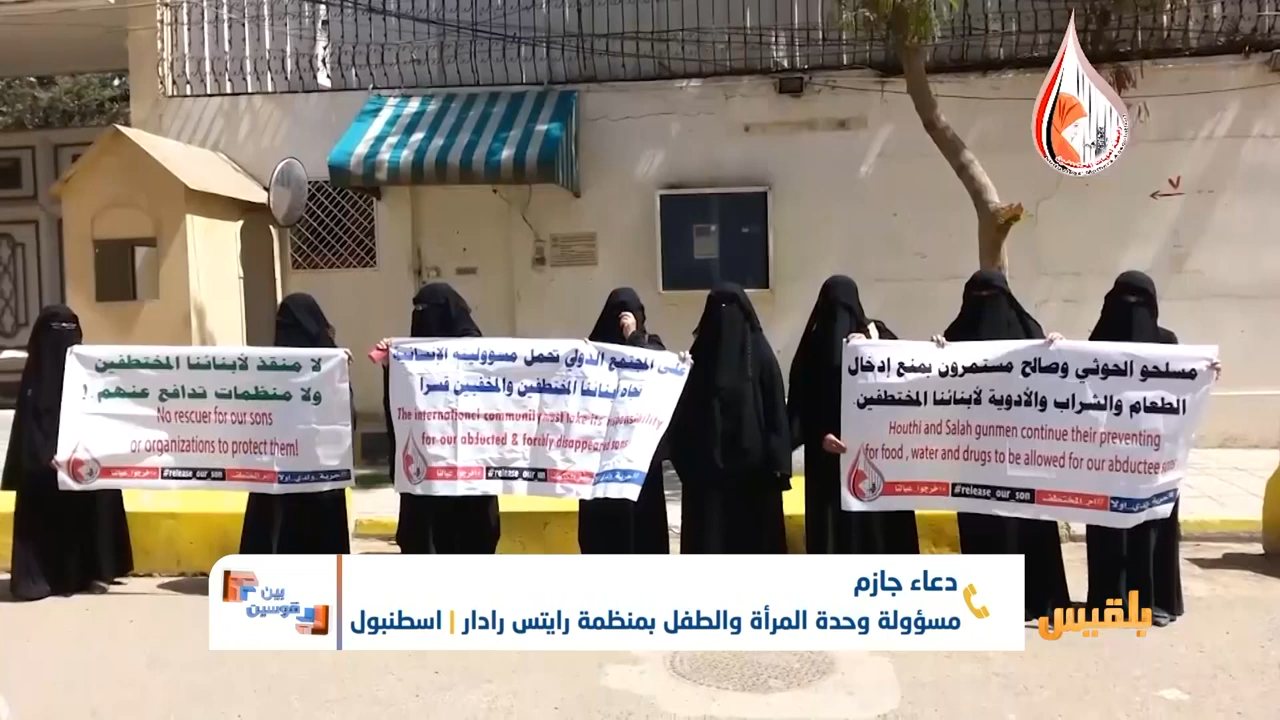 لا منقذ لأبنائنا المختطفين
ولا منظمات تدافع عنهم !
No rescuer for our sons
or organizations to protect them!
#release_our_son
على المجتمع الدولي تحمل مسؤوليته الإنسانية
تجاه أبنائنا المختطفين والمخفيين قسرا
The international community must take its responsibility
for our abducted & forcibly disappeared sons
#release_our_son
مسلحو الحوثي وصالح مستمرون بمنع إدخال
الطعام والشراب والأدوية لأبنائنا المختطفين.
Houthi and Salah gunmen continue their preventing
for food , water and drugs to be allowed for our abductee sons
#release_our_son
بين
قوسين
دعاء جازم
مسؤولة وحدة المرأة والطفل بمنظمة رايتس رادار | اسطنبول
بلقيس